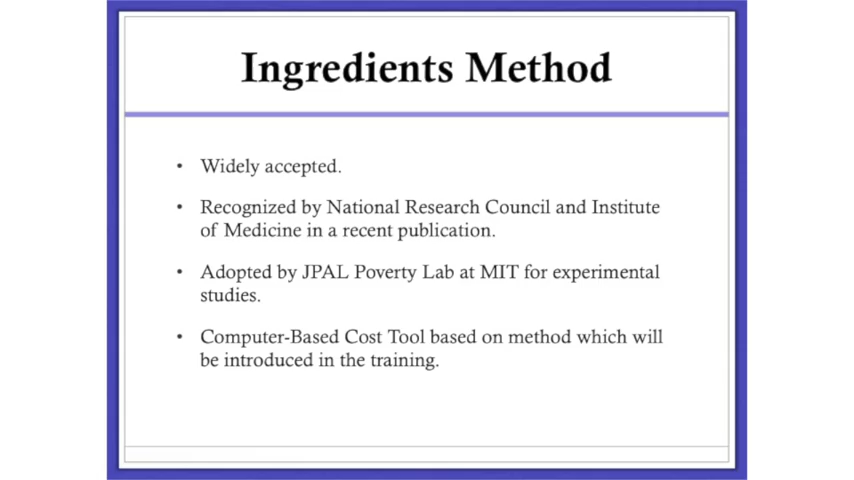 Ingredients Method
• Widely accepted.
• Recognized by National Research Council and Institute
of Medicine in a recent publication.
• Adopted by JPAL Poverty Lab at MIT for experimental
studies.
• Computer-Based Cost Tool based on method which will
be introduced in the training.